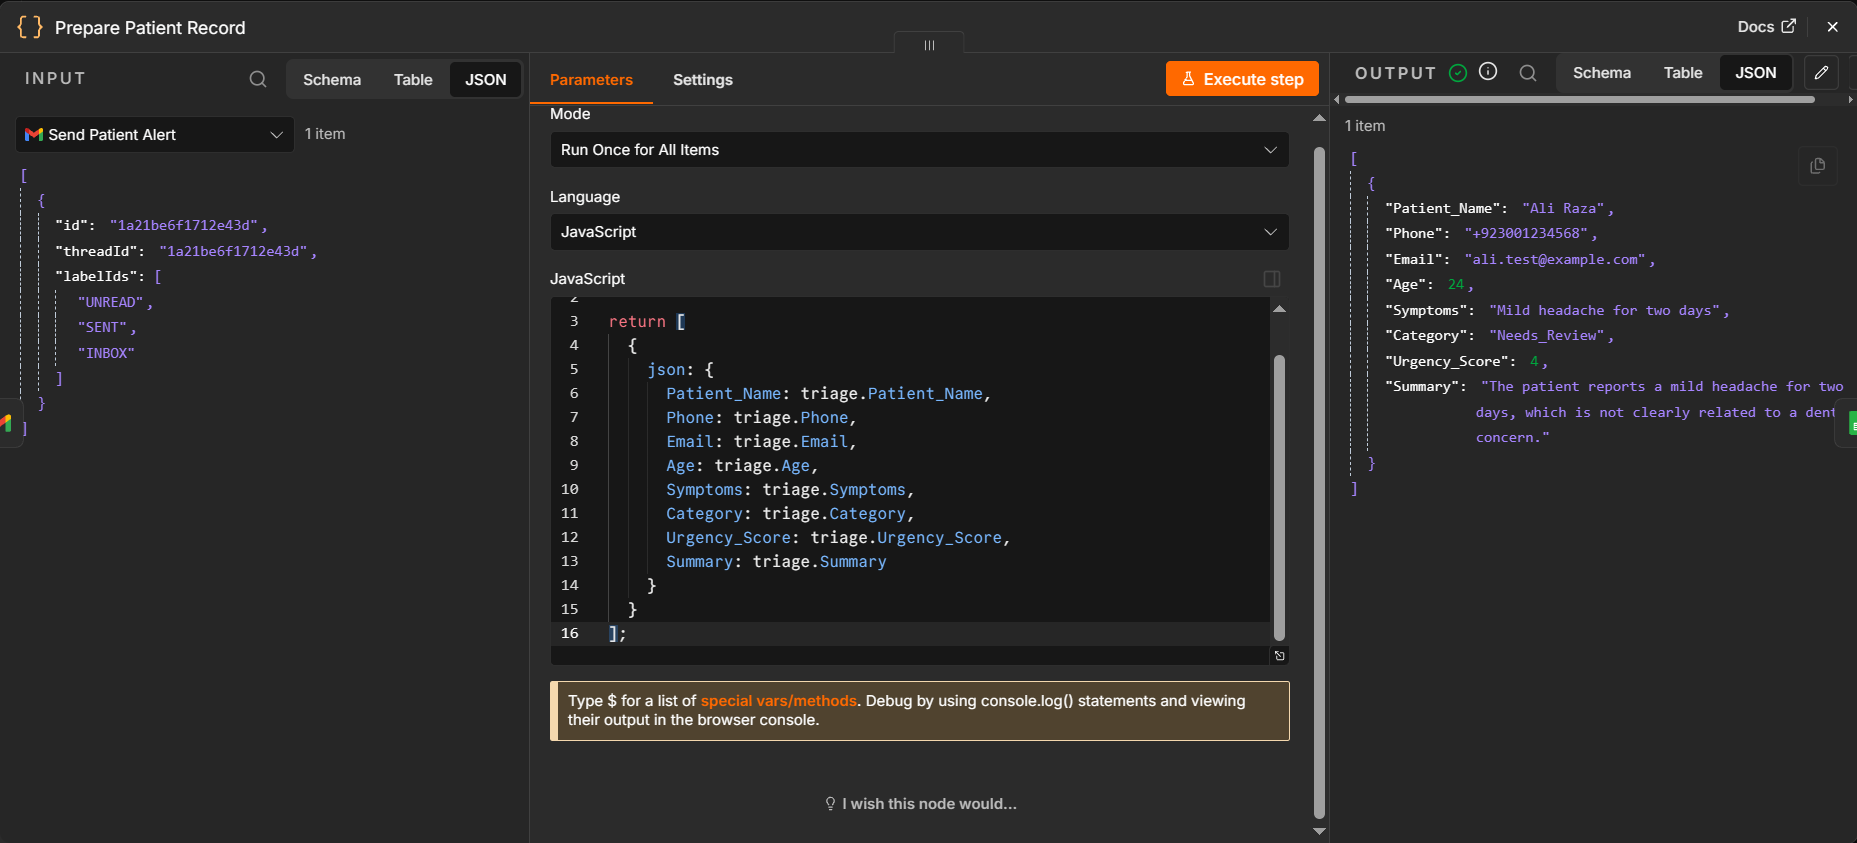 { } Prepare Patient Record
Docs
INPUT
Schema Table JSON
Send Patient Alert 1 item
[
{
"id": "1a21be6f1712e43d",
"threadId": "1a21be6f1712e43d",
"labelIds": [
"UNREAD",
"SENT",
"INBOX"
]
}
]
Parameters Settings
Execute step
Mode
Run Once for All Items
Language
JavaScript
JavaScript
2
3 return [
4 {
5 json: {
6 Patient_Name: triage.Patient_Name,
7 Phone: triage.Phone,
8 Email: triage.Email,
9 Age: triage.Age,
10 Symptoms: triage.Symptoms,
11 Category: triage.Category,
12 Urgency_Score: triage.Urgency_Score,
13 Summary: triage.Summary
14 }
15 }
16 ];
Type $ for a list of special vars/methods. Debug by using console.log() statements and viewing
their output in the browser console.
I wish this node would...
OUTPUT
Schema Table JSON
1 item
[
{
"Patient_Name": "Ali Raza",
"Phone": "+923001234568",
"Email": "ali.test@example.com",
"Age": 24,
"Symptoms": "Mild headache for two days",
"Category": "Needs_Review",
"Urgency_Score": 4,
"Summary": "The patient reports a mild headache for two
days, which is not clearly related to a dent
concern."
}
]